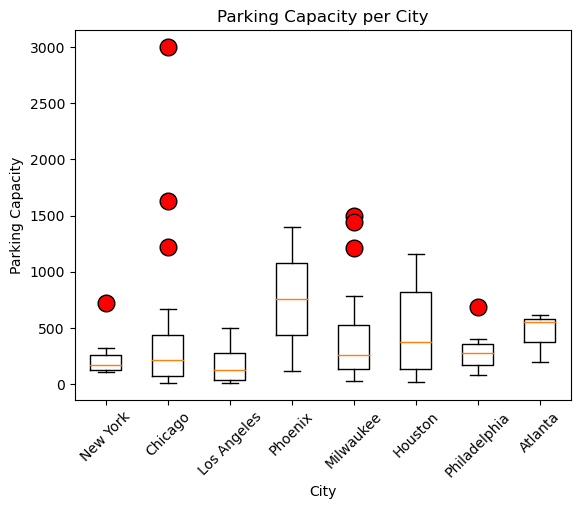 Parking Capacity per City
3000
2500
2000
1500
1000
500
0
Parking Capacity
New York
Chicago
Los Angeles
Phoenix
Milwaukee
Houston
Philadelphia
Atlanta
City